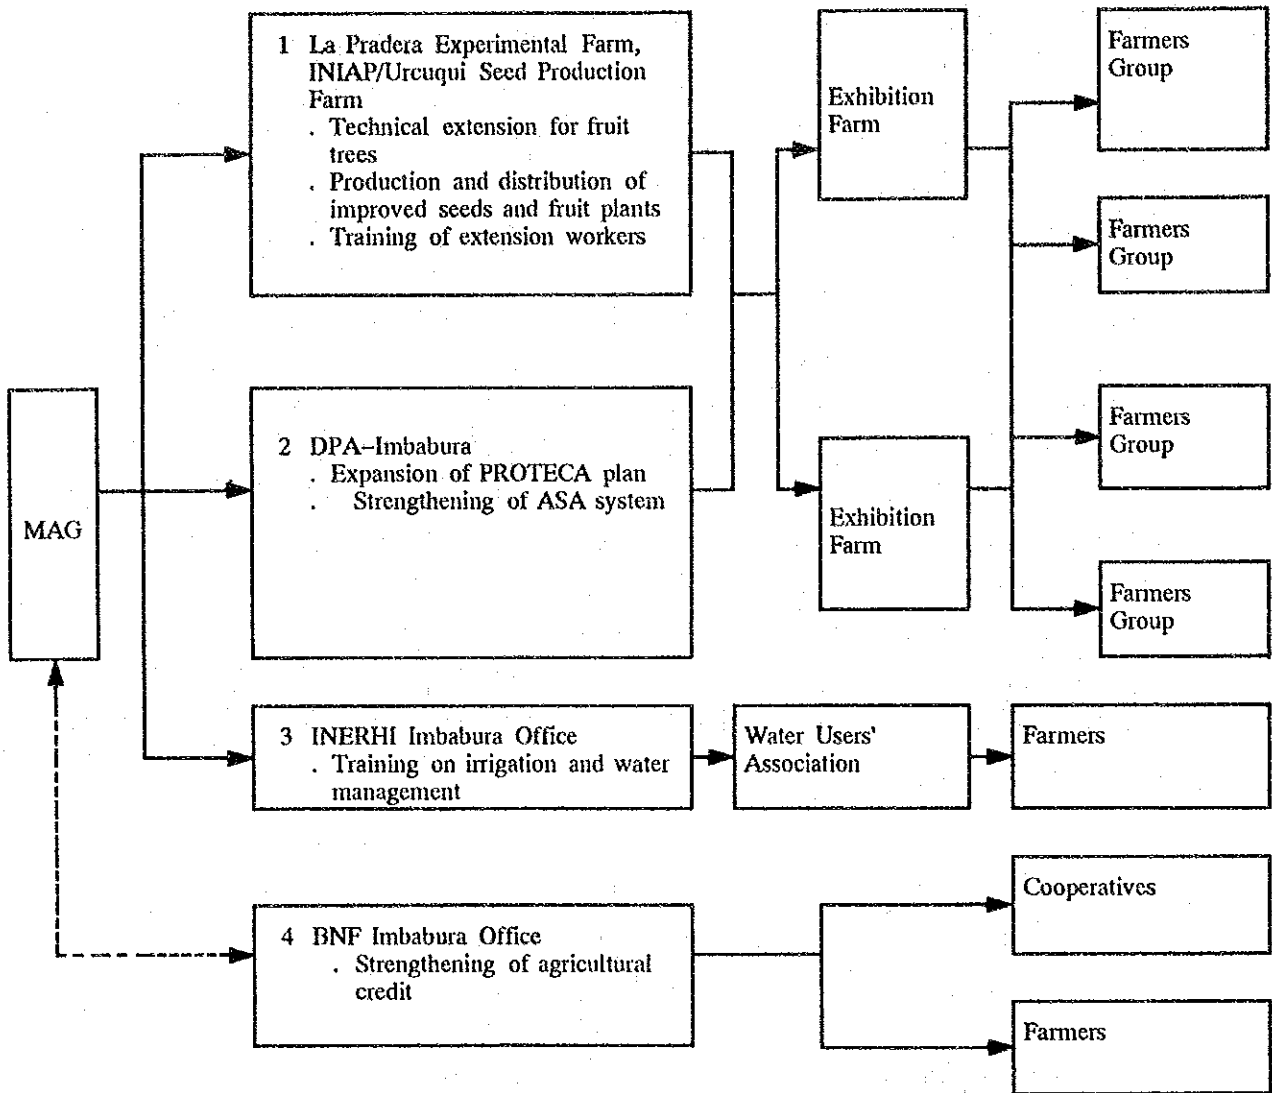 MAG
1 La Pradera Experimental Farm,
INIAP/Urcuqui Seed Production
Farm
. Technical extension for fruit
trees
. Production and distribution of
improved seeds and fruit plants
. Training of extension workers
2 DPA-Imbabura
. Expansion of PROTECA plan
. Strengthening of ASA system
Exhibition
Farm
Exhibition
Farm
Farmers
Group
Farmers
Group
Farmers
Group
Farmers
Group
3 INERHI Imbabura Office
. Training on irrigation and water
management
Water Users'
Association
Farmers
4 BNF Imbabura Office
. Strengthening of agricultural
credit
Cooperatives
Farmers